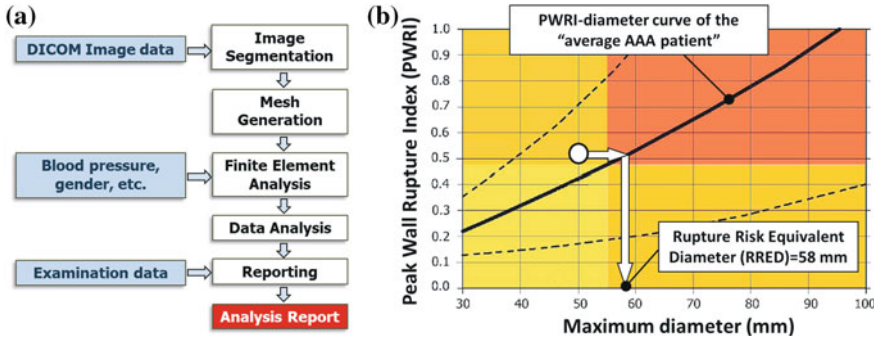 (a)
DICOM Image data
Image
Segmentation
Mesh
Generation
Blood pressure,
gender, etc.
Finite Element
Analysis
Data Analysis
Examination data
Reporting
Analysis Report
(b)
Peak Wall Rupture Index (PWRI)
1.0
0.9
0.8
0.7
0.6
0.5
0.4
0.3
0.2
0.1
0.0
PWRI-diameter curve of the
“average AAA patient”
Rupture Risk Equivalent
Diameter (RRED)=58 mm
30 40 50 60 70 80 90 100
Maximum diameter (mm)